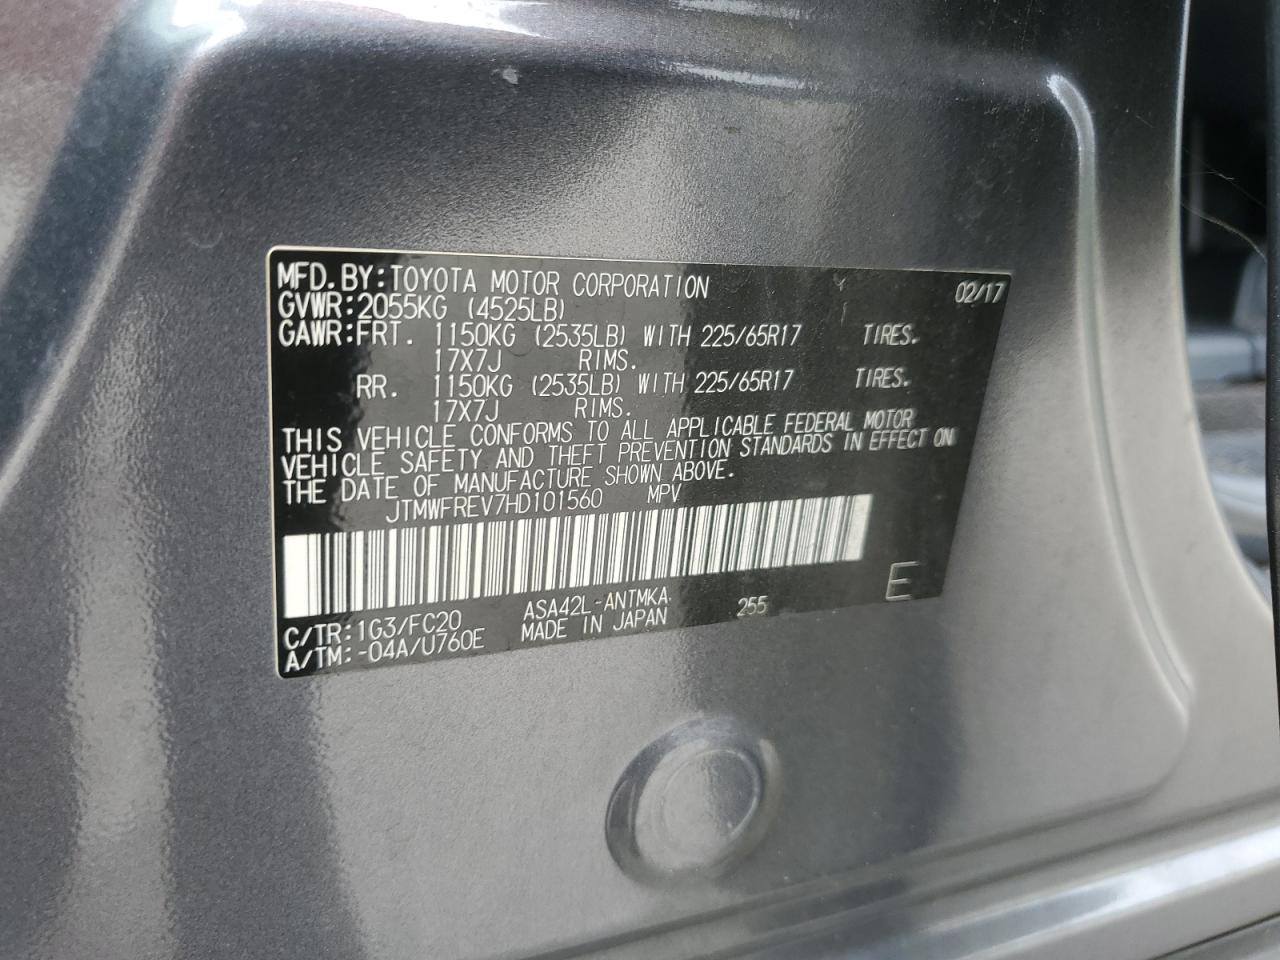 MFD.BY:TOYOTA MOTOR CORPORATION 02/17
GVWR:2055KG (4525LB)
GAWR:FRT. 1150KG (2535LB) WITH 225/65R17 TIRES.
17X7J RIMS.
RR. 1150KG (2535LB) WITH 225/65R17 TIRES.
17X7J RIMS.
THIS VEHICLE CONFORMS TO ALL APPLICABLE FEDERAL MOTOR
VEHICLE SAFETY AND THEFT PREVENTION STANDARDS IN EFFECT ON
THE DATE OF MANUFACTURE SHOWN ABOVE.
JTMWFREV7HD101560 MPV
C/TR:1G3/FC20 ASA42L-ANTMKA 255 E
A/TM:-04A/U760E MADE IN JAPAN